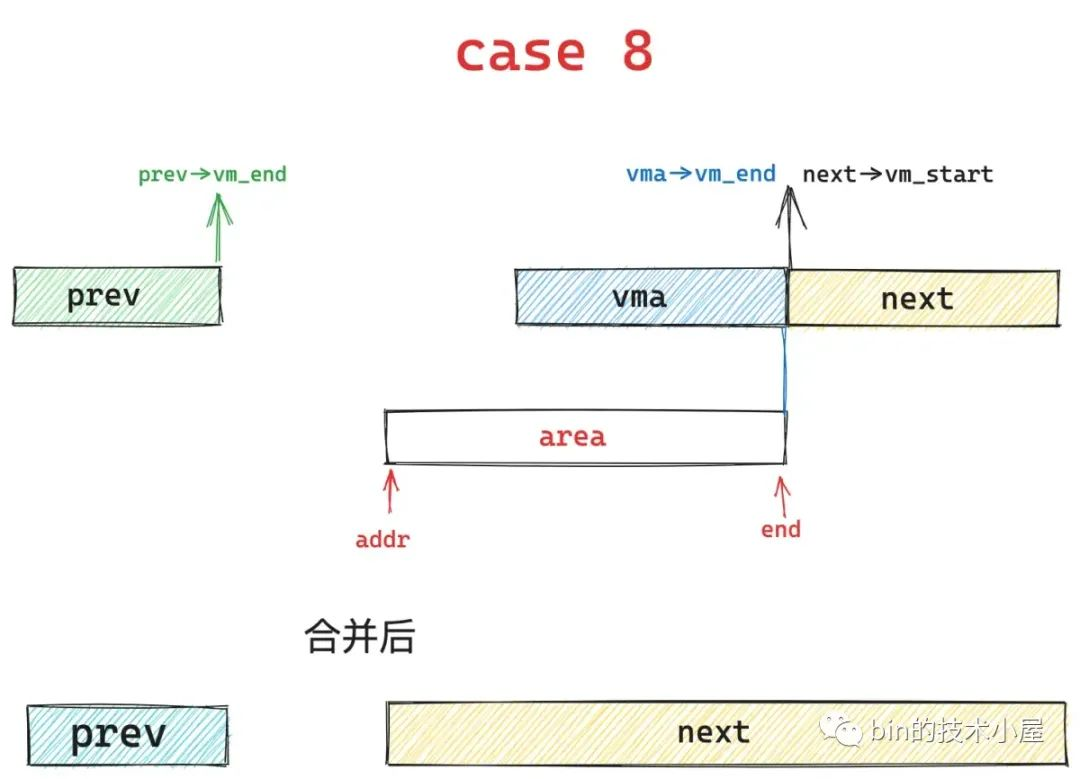 case 8
prev→vm_end
vma→vm_end
next→vm_start
prev
vma
next
area
addr
end
合并后
prev
next
bin的技术小屋